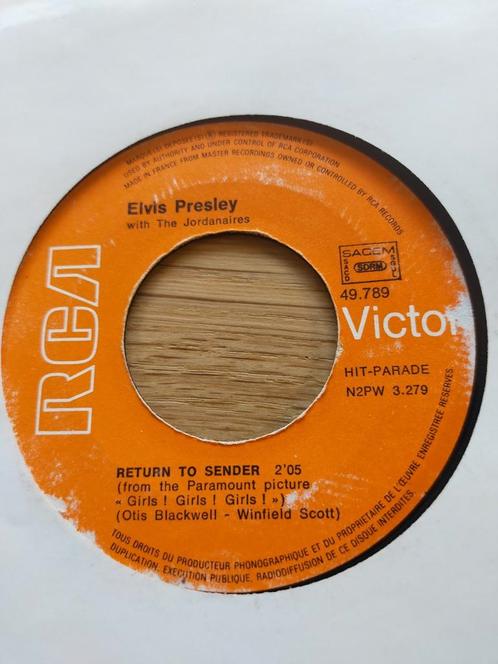 MARQUE(S) DEPOSEE(S) ® REGISTERED TRADEMARK(S)
USED BY AUTHORITY AND UNDER CONTROL OF RCA CORPORATION
MADE IN FRANCE FROM MASTER RECORDINGS OWNED OR CONTROLLED BY RCA RECORDS
Elvis Presley
with The Jordanaires
RCA
SACEM
SACD
SDRM
SGDL
49.789
Victor
HIT-PARADE
N2PW 3.279
RETURN TO SENDER 2'05
(from the Paramount picture
« Girls ! Girls ! Girls ! »)
(Otis Blackwell - Winfield Scott)
TOUS DROITS DU PRODUCTEUR PHONOGRAPHIQUE ET DU PROPRIETAIRE DE L'ŒUVRE ENREGISTREE RESERVES.
DUPLICATION, EXECUTION PUBLIQUE, RADIODIFFUSION DE CE DISQUE INTERDITES.